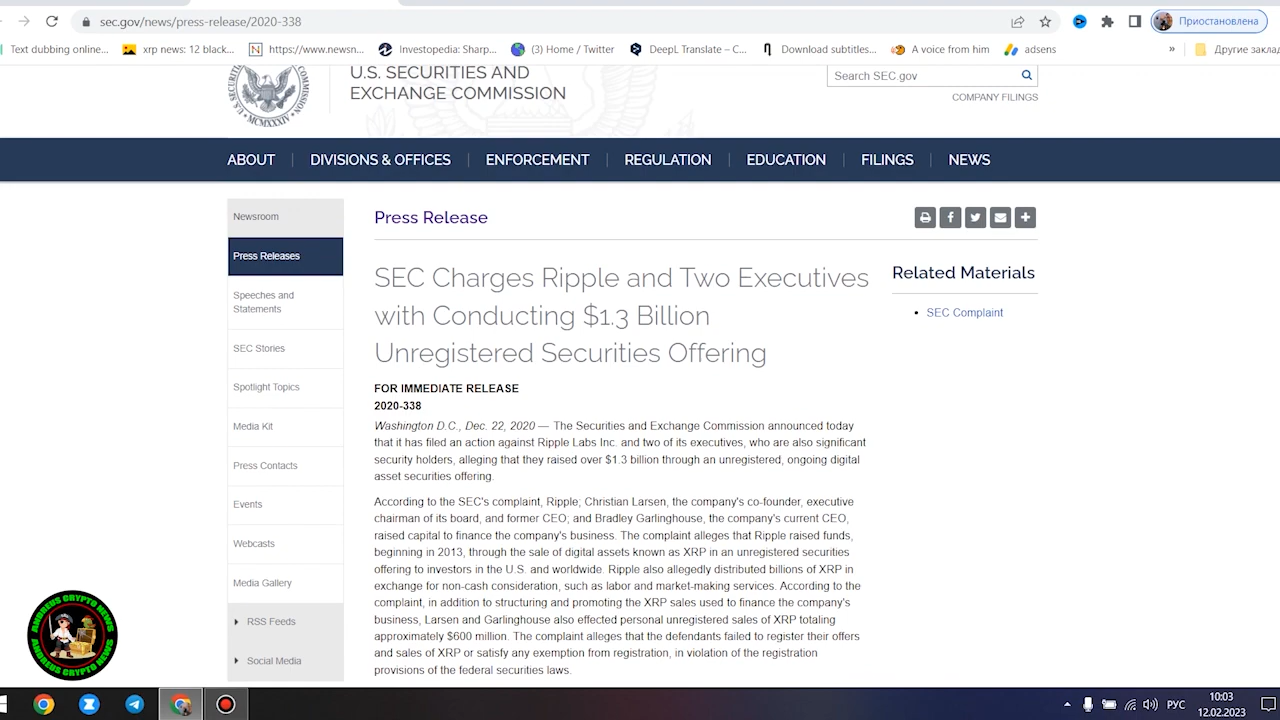 sec.gov/news/press-release/2020-338
Приостановлена
Text dubbing online...
xrp news: 12 black...
https://www.newsn...
Investopedia: Sharp...
(3) Home / Twitter
DeepL Translate – C...
Download subtitles...
A voice from him
adsens
»
Другие заклад
U.S. SECURITIES AND
EXCHANGE COMMISSION
MCMXXXIV
Search SEC.gov
COMPANY FILINGS
ABOUT
DIVISIONS & OFFICES
ENFORCEMENT
REGULATION
EDUCATION
FILINGS
NEWS
Newsroom
Press Releases
Speeches and
Statements
SEC Stories
Spotlight Topics
Media Kit
Press Contacts
Events
Webcasts
Media Gallery
RSS Feeds
Social Media
Press Release
SEC Charges Ripple and Two Executives
with Conducting $1.3 Billion
Unregistered Securities Offering
FOR IMMEDIATE RELEASE
2020-338
Washington D.C., Dec. 22, 2020 — The Securities and Exchange Commission announced today
that it has filed an action against Ripple Labs Inc. and two of its executives, who are also significant
security holders, alleging that they raised over $1.3 billion through an unregistered, ongoing digital
asset securities offering.
According to the SEC's complaint, Ripple; Christian Larsen, the company's co-founder, executive
chairman of its board, and former CEO; and Bradley Garlinghouse, the company's current CEO,
raised capital to finance the company's business. The complaint alleges that Ripple raised funds,
beginning in 2013, through the sale of digital assets known as XRP in an unregistered securities
offering to investors in the U.S. and worldwide. Ripple also allegedly distributed billions of XRP in
exchange for non-cash consideration, such as labor and market-making services. According to the
complaint, in addition to structuring and promoting the XRP sales used to finance the company's
business, Larsen and Garlinghouse also effected personal unregistered sales of XRP totaling
approximately $600 million. The complaint alleges that the defendants failed to register their offers
and sales of XRP or satisfy any exemption from registration, in violation of the registration
provisions of the federal securities laws.
Related Materials
SEC Complaint
ANDREUS CRYPTO NEWS
ANDREUS CRYPTO NEWS
РУС
10:03
12.02.2023